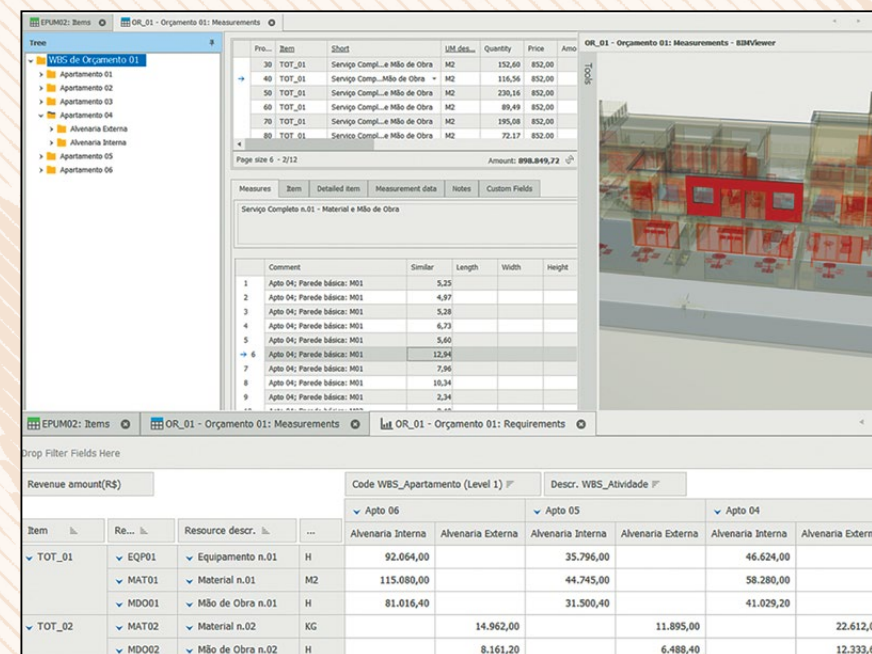 EPUM02: Items OR_01 - Orçamento 01: Measurements
Tree
WBS de Orçamento 01
Apartamento 01
Apartamento 02
Apartamento 03
Apartamento 04
Alvenaria Externa
Alvenaria Interna
Apartamento 05
Apartamento 06
Pro... Item Short UM des... Quantity Price Amo
30 TOT_01 Serviço Compl...e Mão de Obra M2 152,60 852,00
40 TOT_01 Serviço Comp...Mão de Obra M2 116,56 852,00
50 TOT_01 Serviço Compl...e Mão de Obra M2 230,16 852,00
60 TOT_01 Serviço Compl...e Mão de Obra M2 89,49 852,00
70 TOT_01 Serviço Compl...e Mão de Obra M2 195,08 852,00
80 TOT_01 Serviço Compl...e Mão de Obra M2 72,17 852,00
Page size 6 - 2/12 Amount: 898.849,72
Measures Item Detailed item Measurement data Notes Custom Fields
Serviço Completo n.01 - Material e Mão de Obra
Comment Similar Length Width Height
1 Apto 04; Parede básica: M01 5,25
2 Apto 04; Parede básica: M01 4,97
3 Apto 04; Parede básica: M01 5,28
4 Apto 04; Parede básica: M01 6,73
5 Apto 04; Parede básica: M01 5,60
6 Apto 04; Parede básica: M01 12,94
7 Apto 04; Parede básica: M01 7,96
8 Apto 04; Parede básica: M01 10,34
9 Apto 04; Parede básica: M01 2,34
OR_01 - Orçamento 01: Measurements - BIMViewer
Tools
EPUM02: Items OR_01 - Orçamento 01: Measurements OR_01 - Orçamento 01: Requirements
Drop Filter Fields Here
Revenue amount(R$) Code WBS_Apartamento (Level 1) Descr. WBS_Atividade
Apto 06 Apto 05 Apto 04
Item Re... Resource descr. ... Alvenaria Interna Alvenaria Externa Alvenaria Interna Alvenaria Externa Alvenaria Interna Alvenaria Extern
TOT_01 EQP01 Equipamento n.01 H 92.064,00 35.796,00 46.624,00
MAT01 Material n.01 M2 115.080,00 44.745,00 58.280,00
MDO01 Mão de Obra n.01 H 81.016,40 31.500,40 41.029,20
TOT_02 MAT02 Material n.02 KG 14.962,00 11.895,00 22.612,0
MDO02 Mão de Obra n.02 H 8.161,20 6.488,40 12.333,6